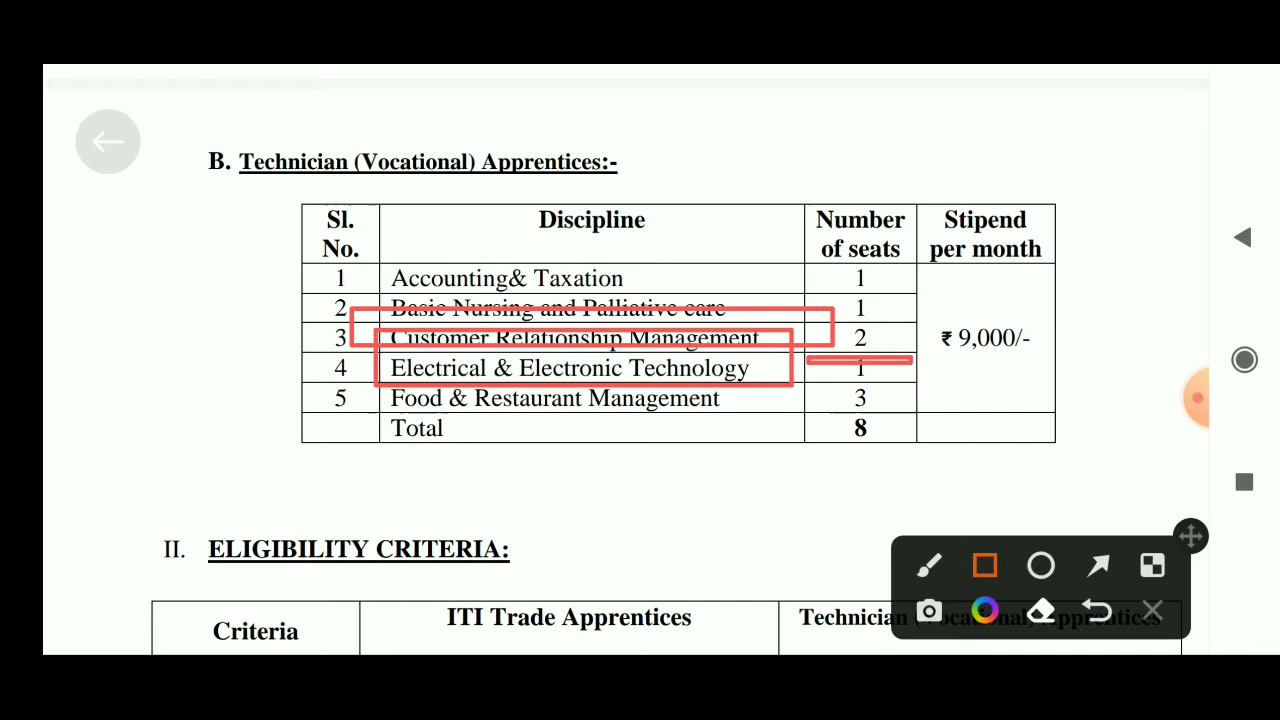 B. Technician (Vocational) Apprentices:-
Sl. No. Discipline Number of seats Stipend per month
1 Accounting& Taxation 1
2 Basic Nursing and Palliative care 1
3 Customer Relationship Management 2 ₹ 9,000/-
4 Electrical & Electronic Technology 1
5 Food & Restaurant Management 3
Total 8
II. ELIGIBILITY CRITERIA:
Criteria ITI Trade Apprentices Technician (Vocational) Apprentices